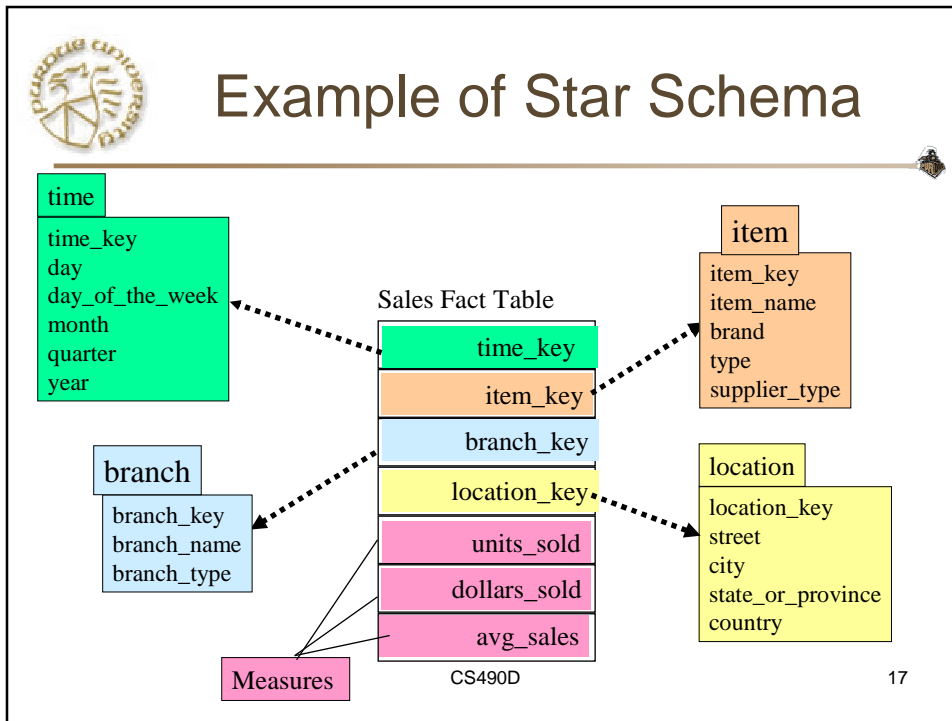 PURDUE UNIVERSITY
Example of Star Schema
time
time_key
day
day_of_the_week
month
quarter
year
item
item_key
item_name
brand
type
supplier_type
Sales Fact Table
time_key
item_key
branch_key
location_key
units_sold
dollars_sold
avg_sales
branch
branch_key
branch_name
branch_type
location
location_key
street
city
state_or_province
country
Measures
CS490D
17